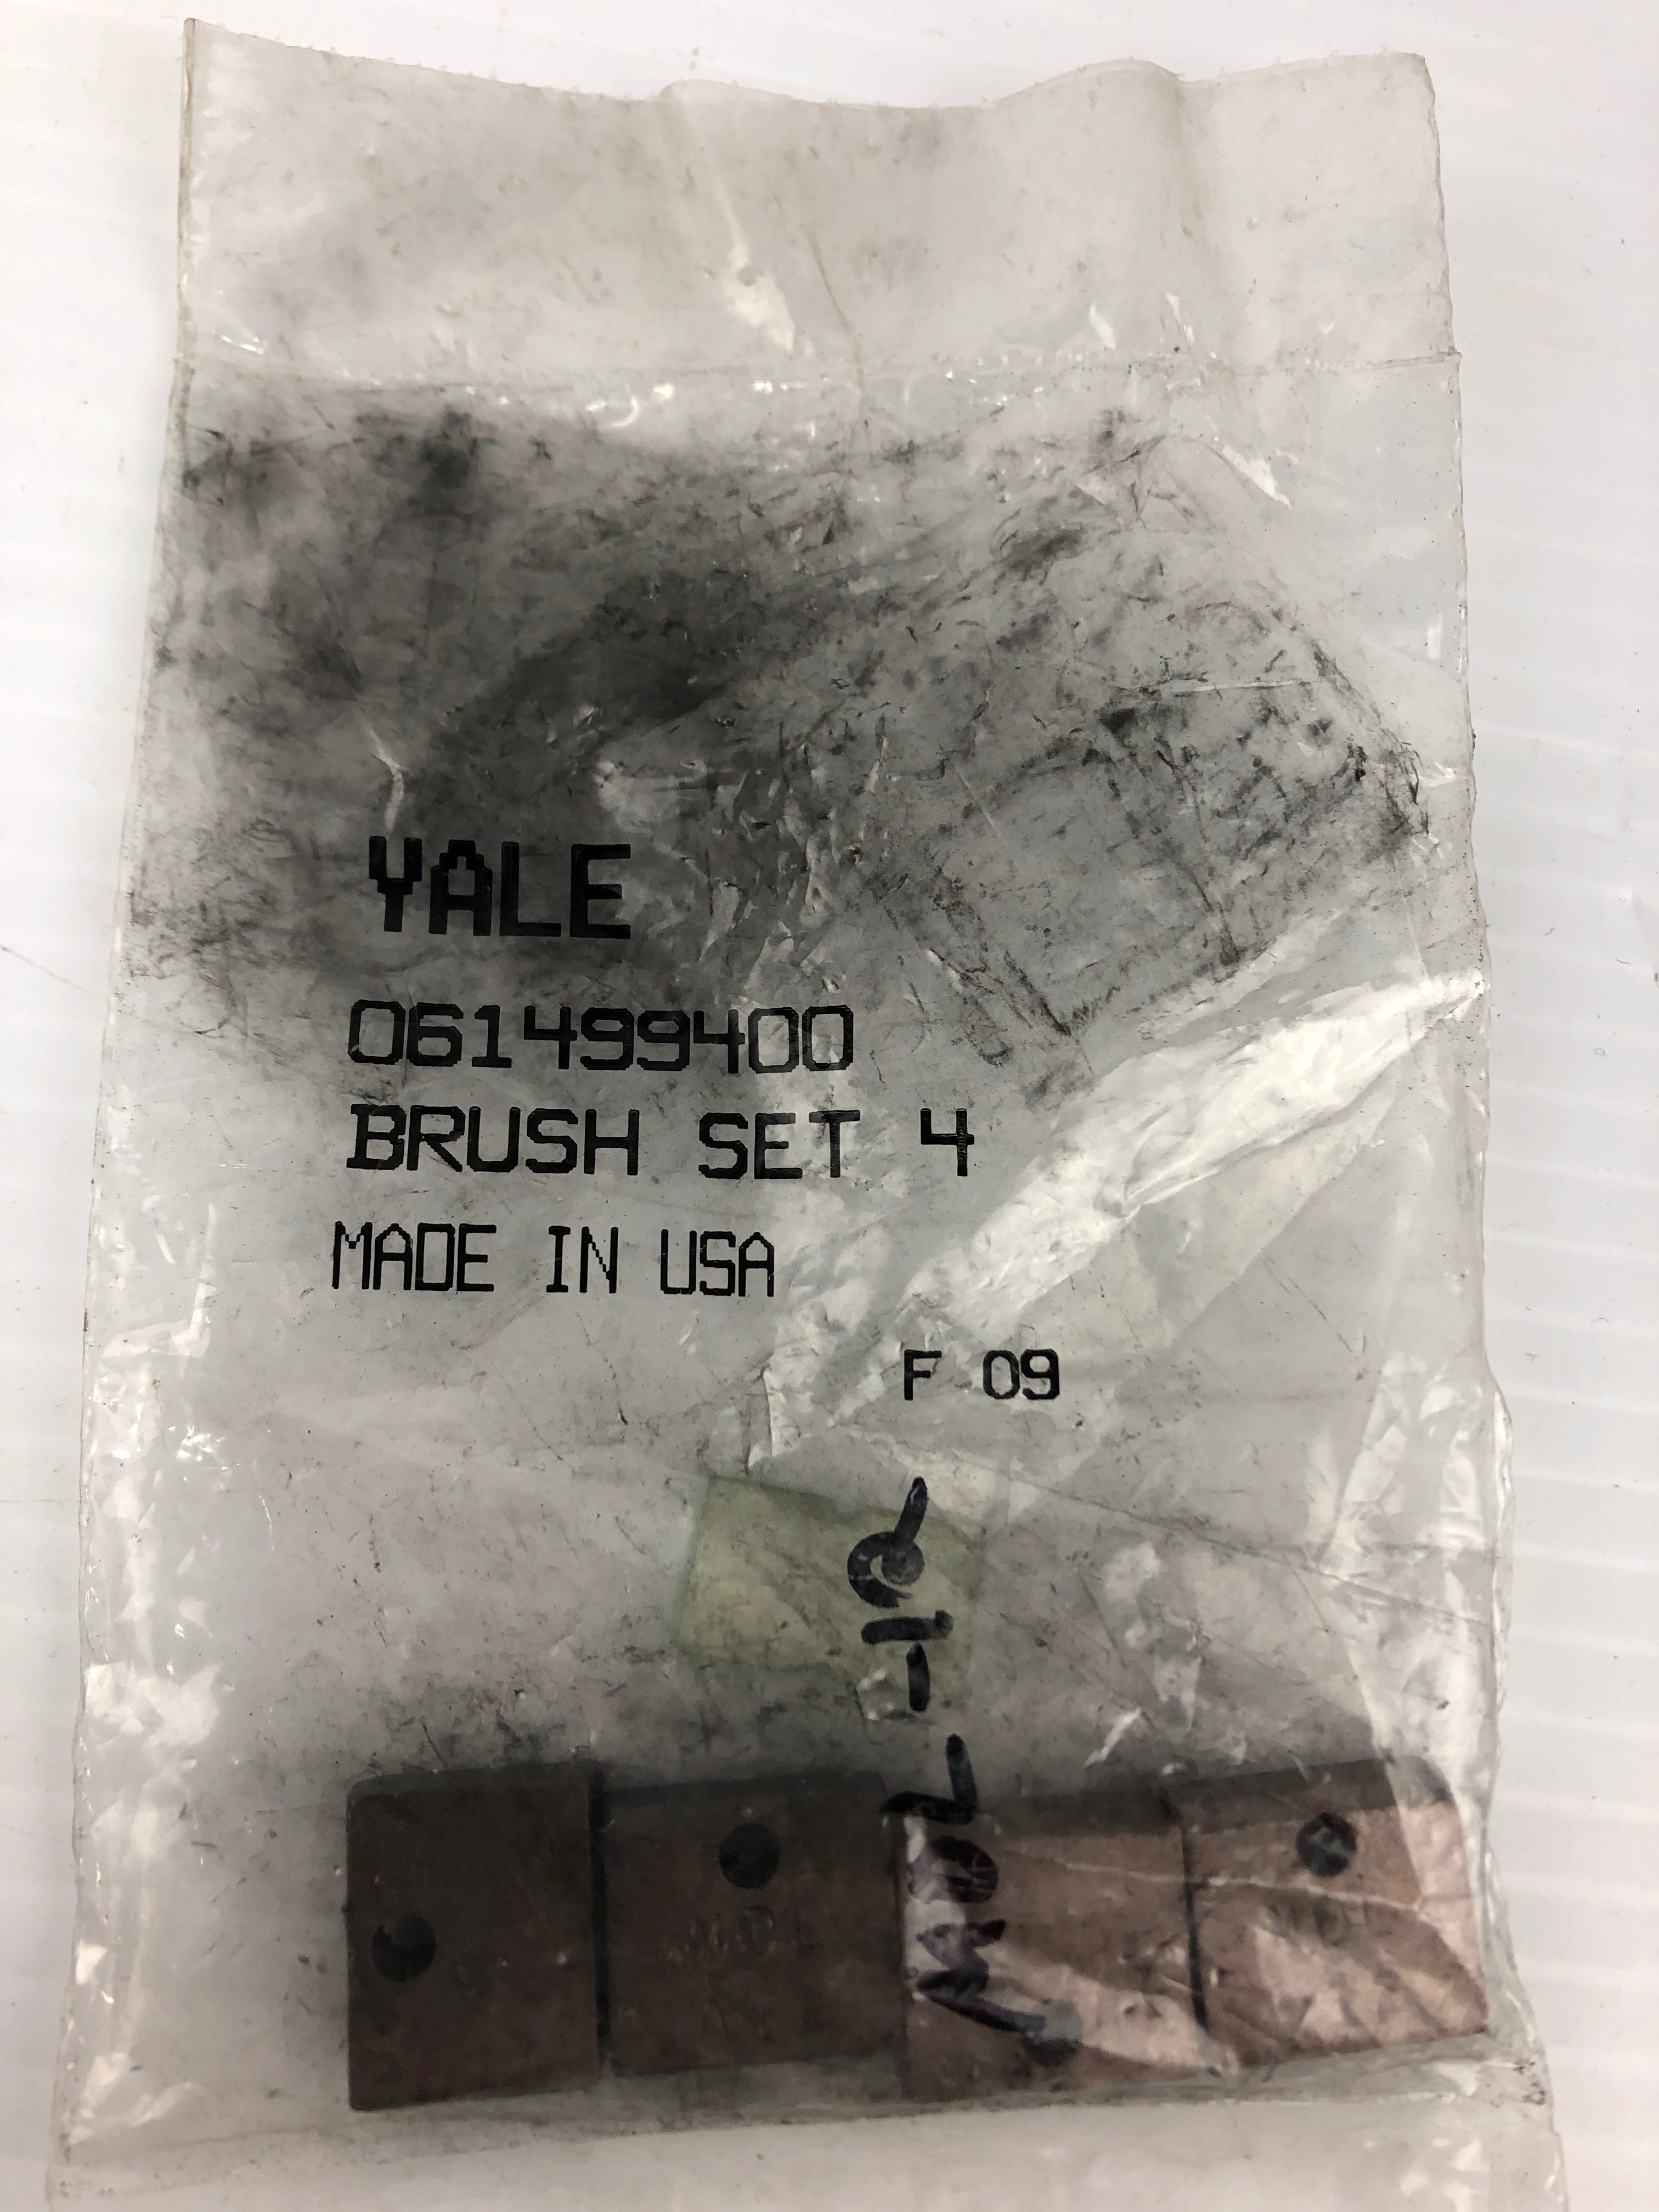 YALE
061499400
BRUSH SET 4
MADE IN USA
F 09